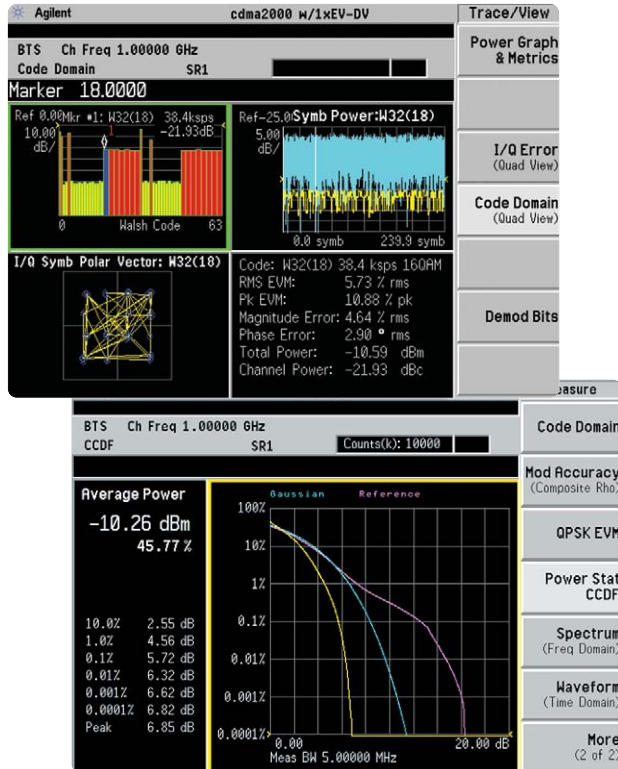 Agilent cdma2000 w/1xEV-DV Trace/View
BTS Ch Freq 1.00000 GHz
Code Domain SR1
Marker 18.0000
Ref 0.00 Mkr #1: W32(18) 38.4ksps
10.00 1 -21.93dB
dB/
0 Walsh Code 63
Ref-25.0 Symb Power:W32(18)
5.00
dB/
0.0 symb 239.9 symb
I/Q Symb Polar Vector: W32(18)
Code: W32(18) 38.4 ksps 16QAM
RMS EVM: 5.73 % rms
Pk EVM: 10.88 % pk
Magnitude Error: 4.64 % rms
Phase Error: 2.90 ° rms
Total Power: -10.59 dBm
Channel Power: -21.93 dBc
Power Graph
& Metrics
I/Q Error
(Quad View)
Code Domain
(Quad View)
Demod Bits
easure
BTS Ch Freq 1.00000 GHz
CCDF SR1 Counts(k): 10000
Average Power
-10.26 dBm
45.77 %
10.0% 2.55 dB
1.0% 4.56 dB
0.1% 5.72 dB
0.01% 6.32 dB
0.001% 6.62 dB
0.0001% 6.82 dB
Peak 6.85 dB
Gaussian Reference
100%
10%
1%
0.1%
0.01%
0.001%
0.0001%
0.00 20.00 dB
Meas BW 5.00000 MHz
Code Domain
Mod Accuracy
(Composite Rho)
QPSK EVM
Power Stat
CCDF
Spectrum
(Freq Domain)
Waveform
(Time Domain)
More
(2 of 2)